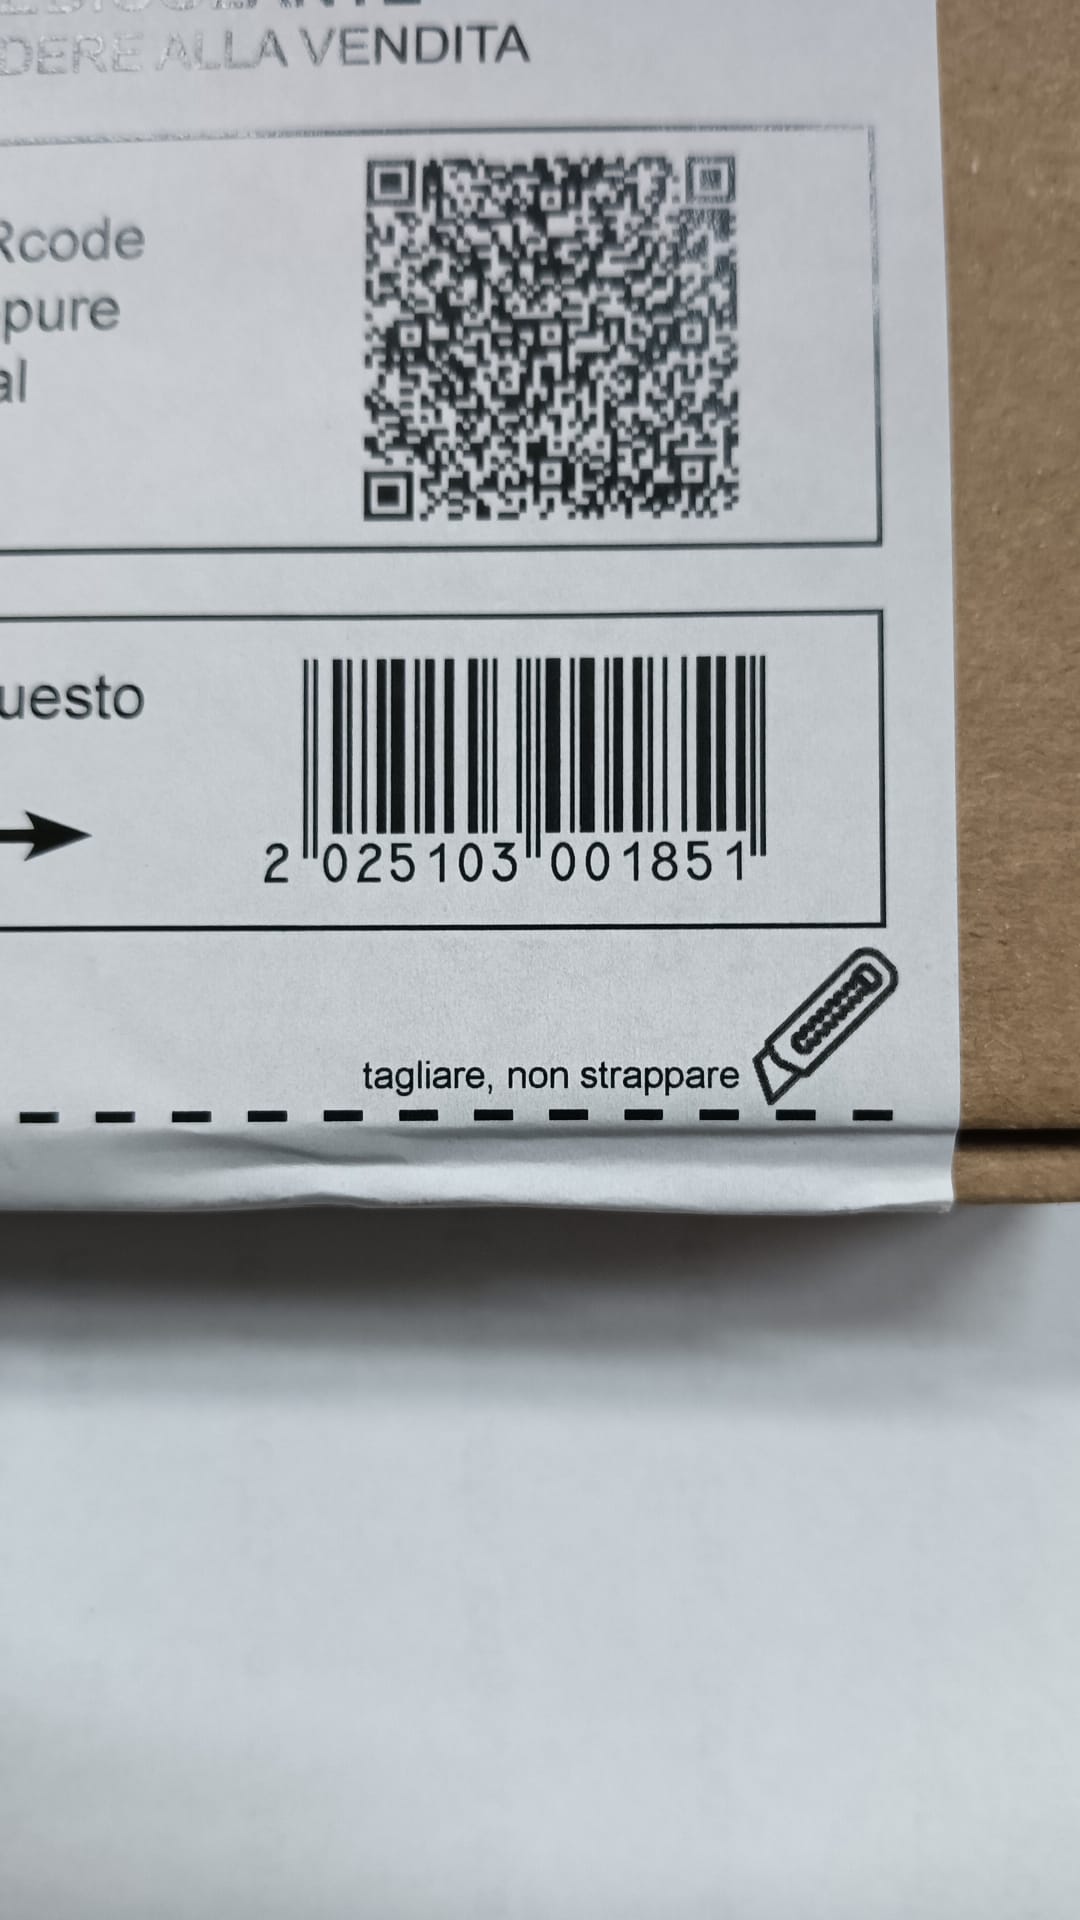 DERE ALLA VENDITA
Rcode
pure
al
uesto
2 025103 001851
tagliare, non strappare